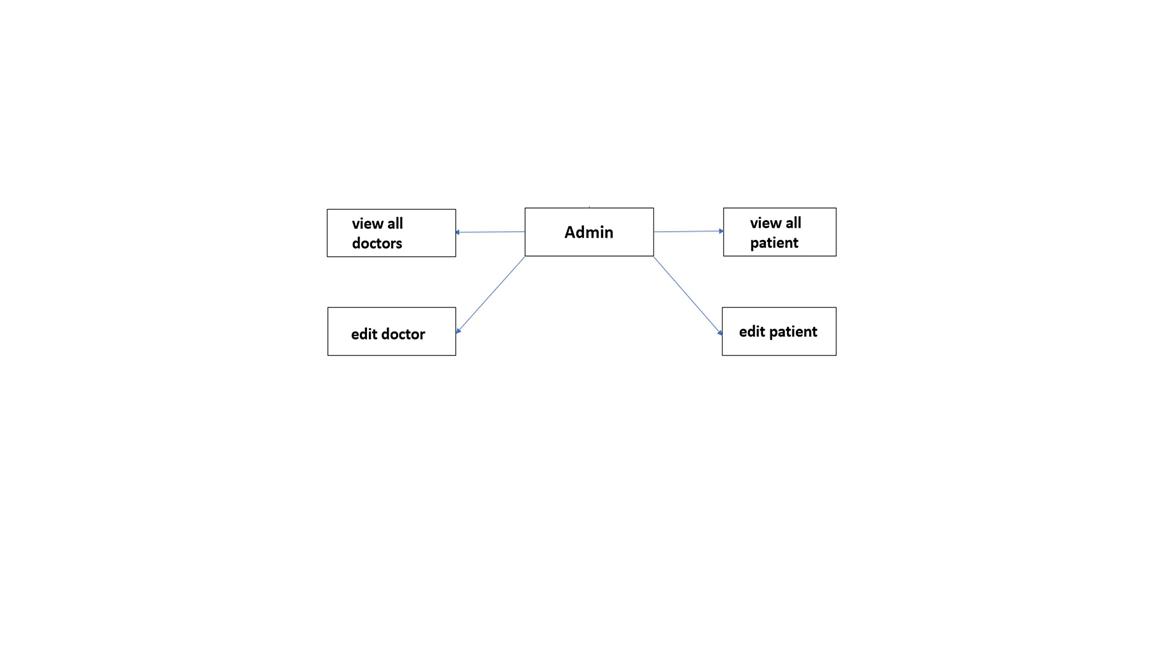 view all
doctors
Admin
view all
patient
edit doctor
edit patient